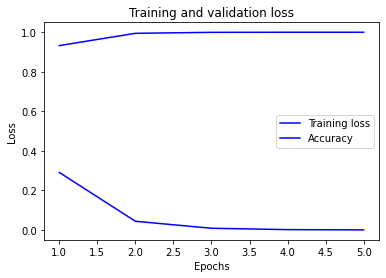 Training and validation loss
1.0
0.8
0.6
0.4
0.2
0.0
Loss
Training loss
Accuracy
1.0 1.5 2.0 2.5 3.0 3.5 4.0 4.5 5.0
Epochs